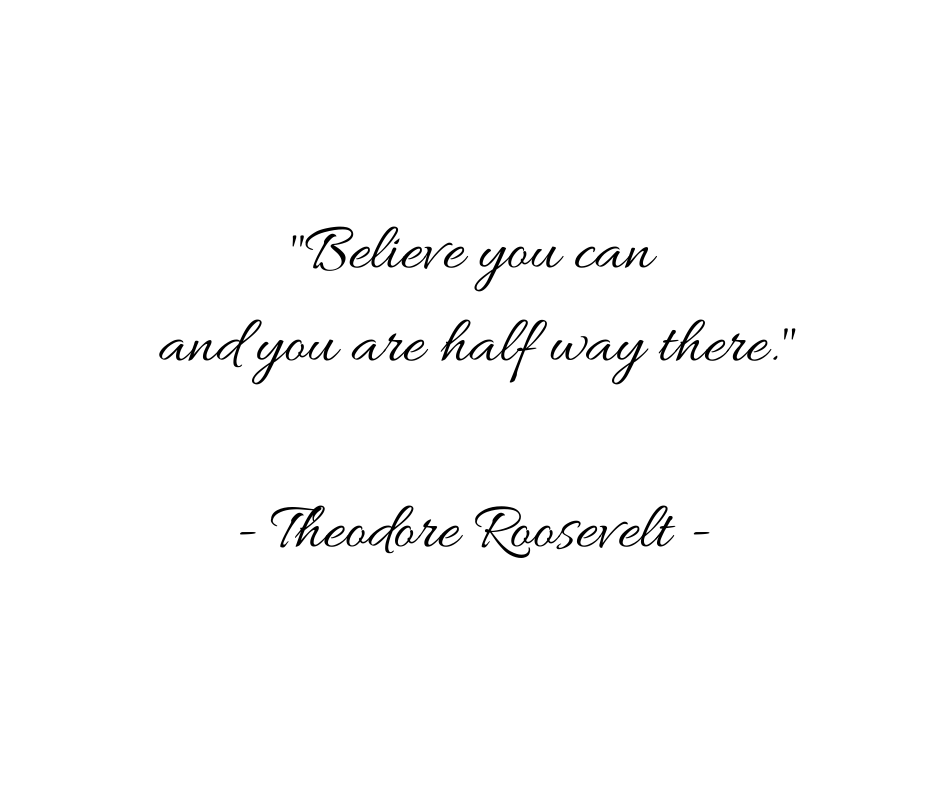 "Believe you can
and you are half way there."
- Theodore Roosevelt -